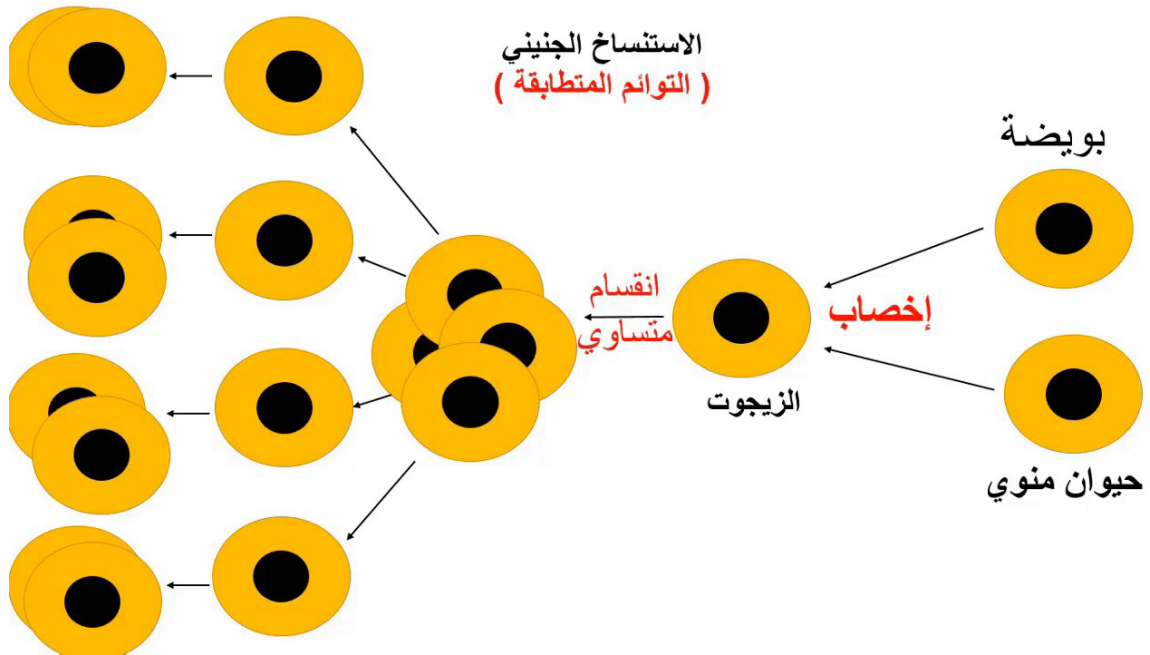 الاستنساخ الجنيني
( التوائم المتطابقة )
بويضة
إخصاب
حيوان منوي
الزيجوت
انقسام
متساوي